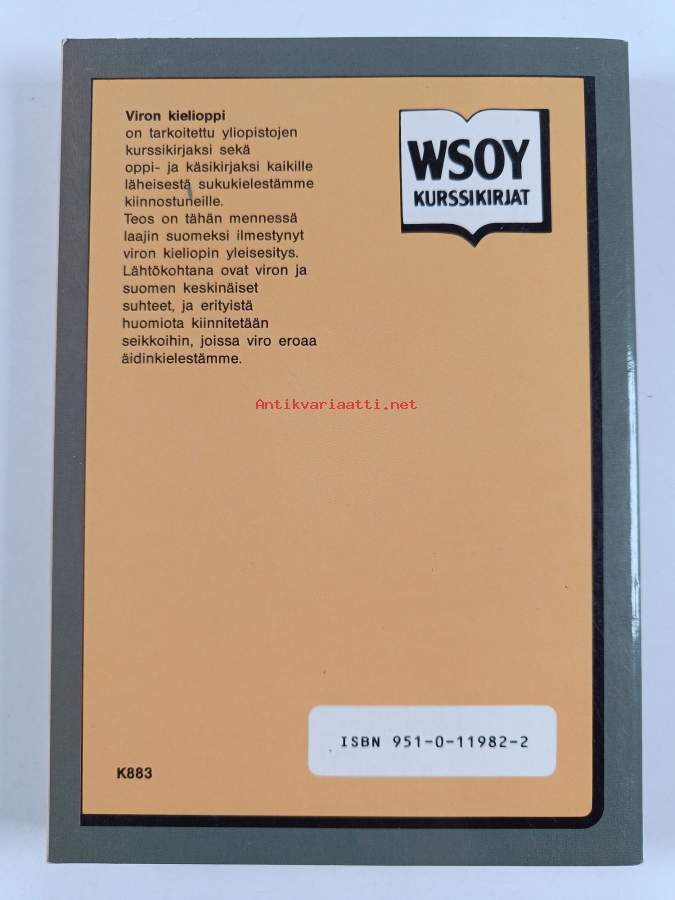 Viron kielioppi
on tarkoitettu yliopistojen
kurssikirjaksi sekä
oppi- ja käsikirjaksi kaikille
läheisestä sukukielestämme
kiinnostuneille.
Teos on tähän mennessä
laajin suomeksi ilmestynyt
viron kieliopin yleisesitys.
Lähtökohtana ovat viron ja
suomen keskinäiset
suhteet, ja erityistä
huomiota kiinnitetään
seikkoihin, joissa viro eroaa
äidinkielestämme.
WSOY
KURSSIKIRJAT
Antikvariaatti.net
ISBN 951-0-11982-2
K883